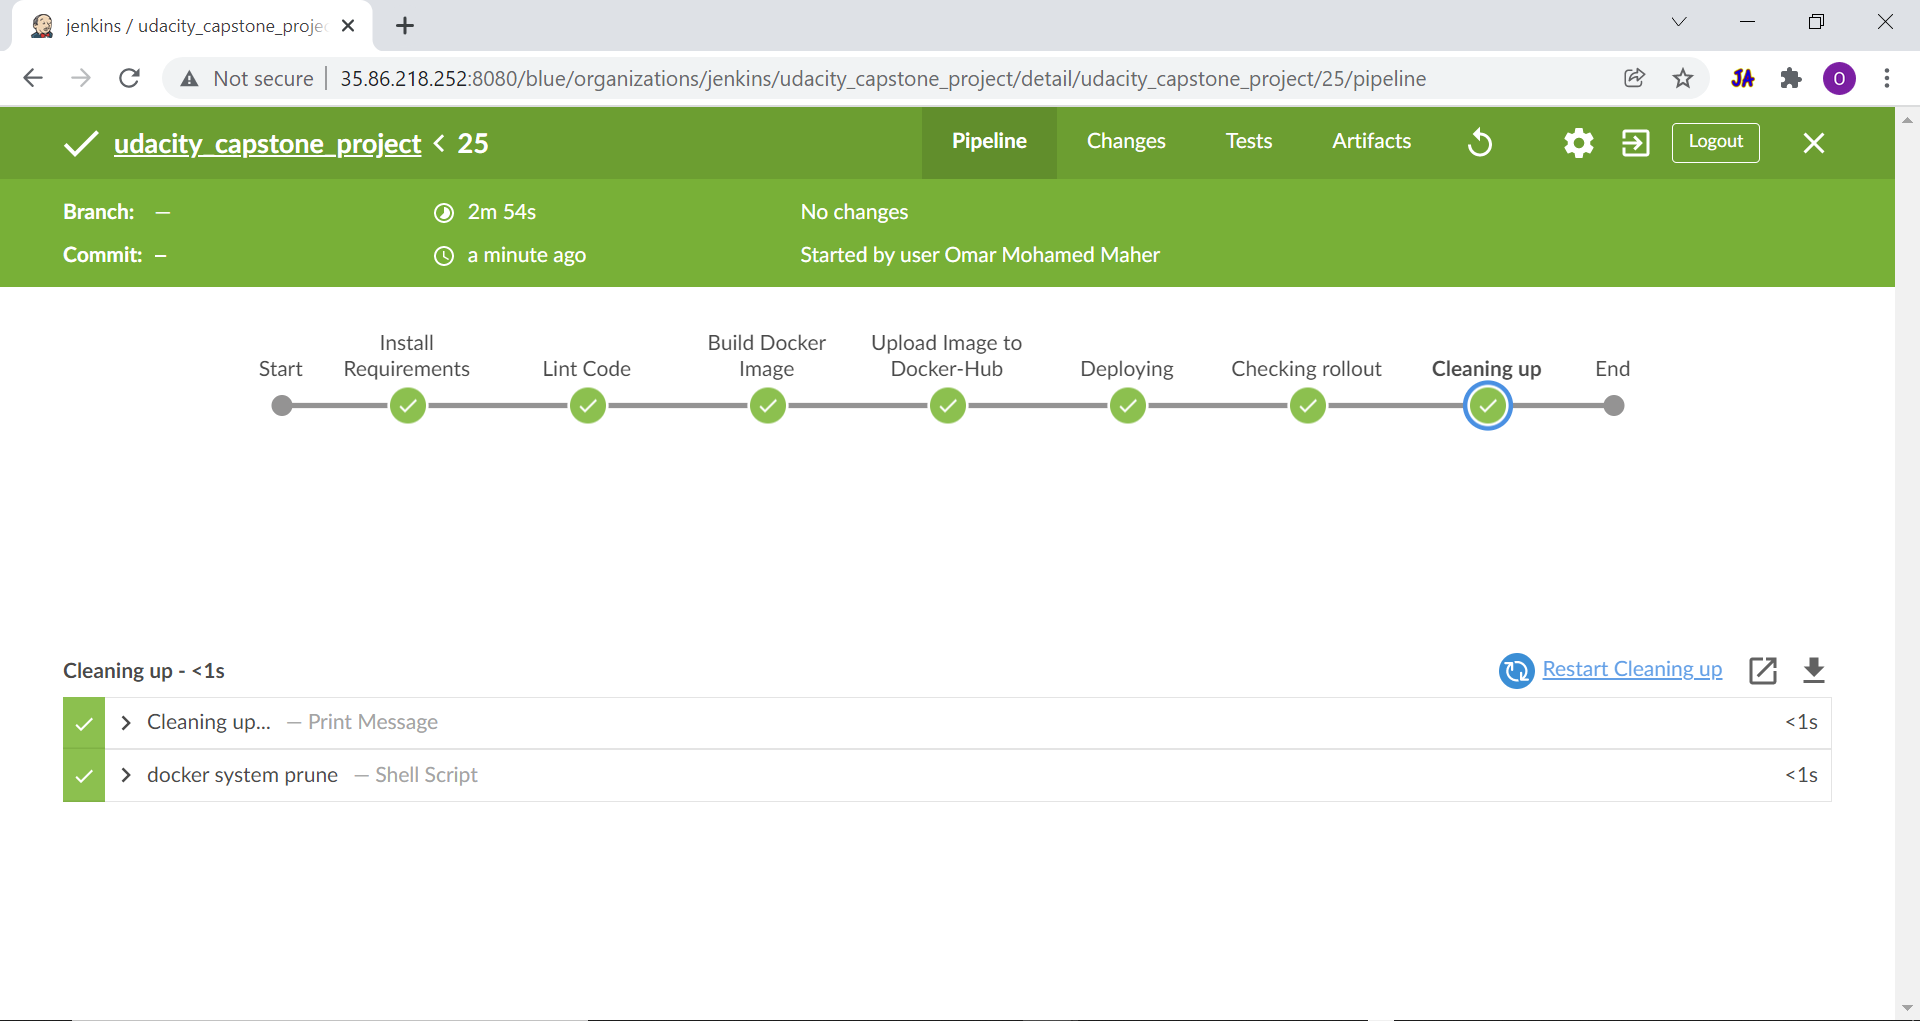 jenkins / udacity_capstone_proje
Not secure
35.86.218.252:8080/blue/organizations/jenkins/udacity_capstone_project/detail/udacity_capstone_project/25/pipeline
JA
O
udacity_capstone_project < 25
Pipeline
Changes
Tests
Artifacts
Logout
Branch: —
2m 54s
No changes
Commit: –
a minute ago
Started by user Omar Mohamed Maher
Start
Install
Requirements
Lint Code
Build Docker
Image
Upload Image to
Docker-Hub
Deploying
Checking rollout
Cleaning up
End
Cleaning up - <1s
Restart Cleaning up
Cleaning up... — Print Message <1s
docker system prune — Shell Script <1s